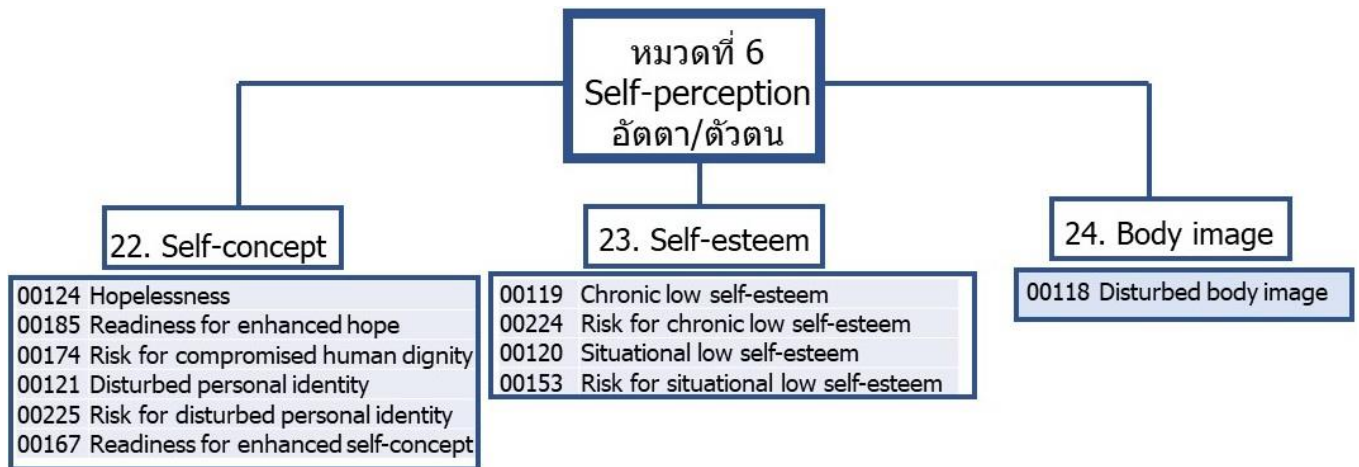 หมวดที่ 6
Self-perception
อัตตา/ตัวตน
22. Self-concept
00124 Hopelessness
00185 Readiness for enhanced hope
00174 Risk for compromised human dignity
00121 Disturbed personal identity
00225 Risk for disturbed personal identity
00167 Readiness for enhanced self-concept
23. Self-esteem
00119 Chronic low self-esteem
00224 Risk for chronic low self-esteem
00120 Situational low self-esteem
00153 Risk for situational low self-esteem
24. Body image
00118 Disturbed body image